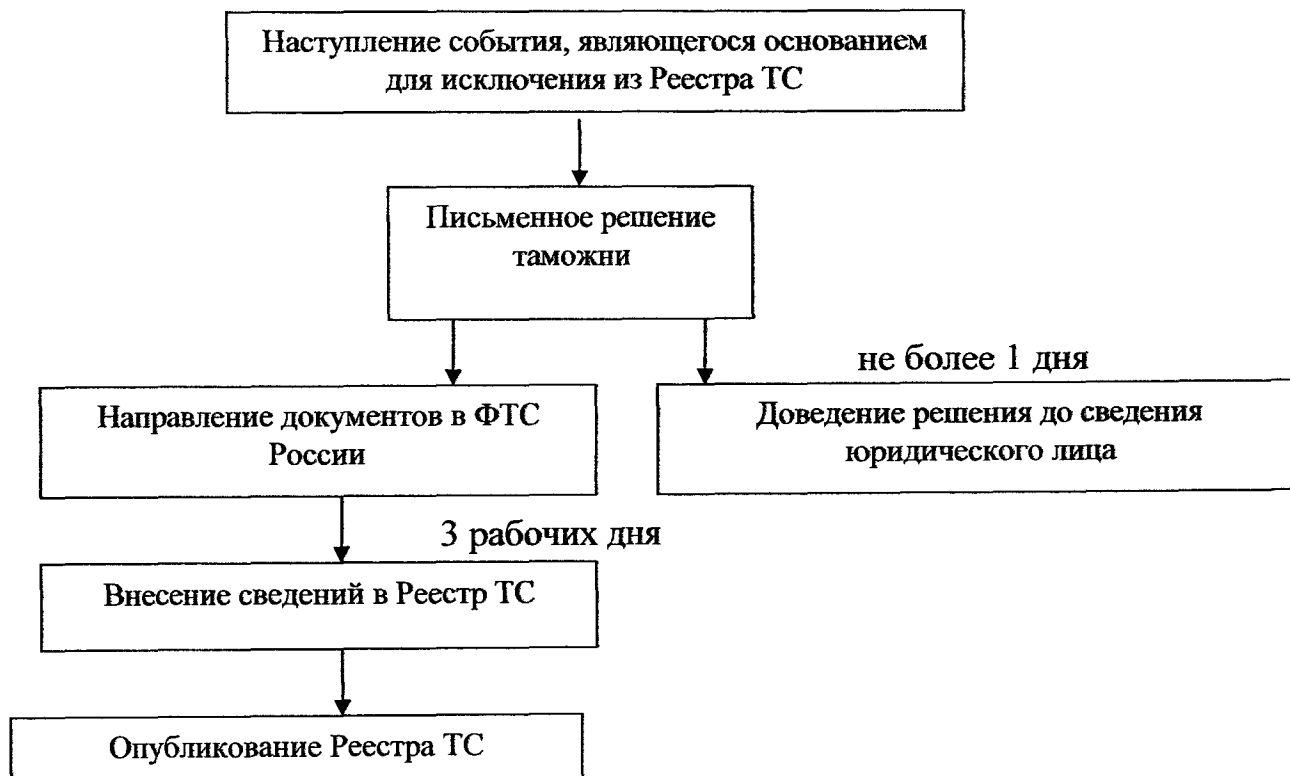 Наступление события, являющегося основанием
для исключения из Реестра ТС
Письменное решение
таможни
не более 1 дня
Направление документов в ФТС
России
Доведение решения до сведения
юридического лица
3 рабочих дня
Внесение сведений в Реестр ТС
Опубликование Реестра ТС